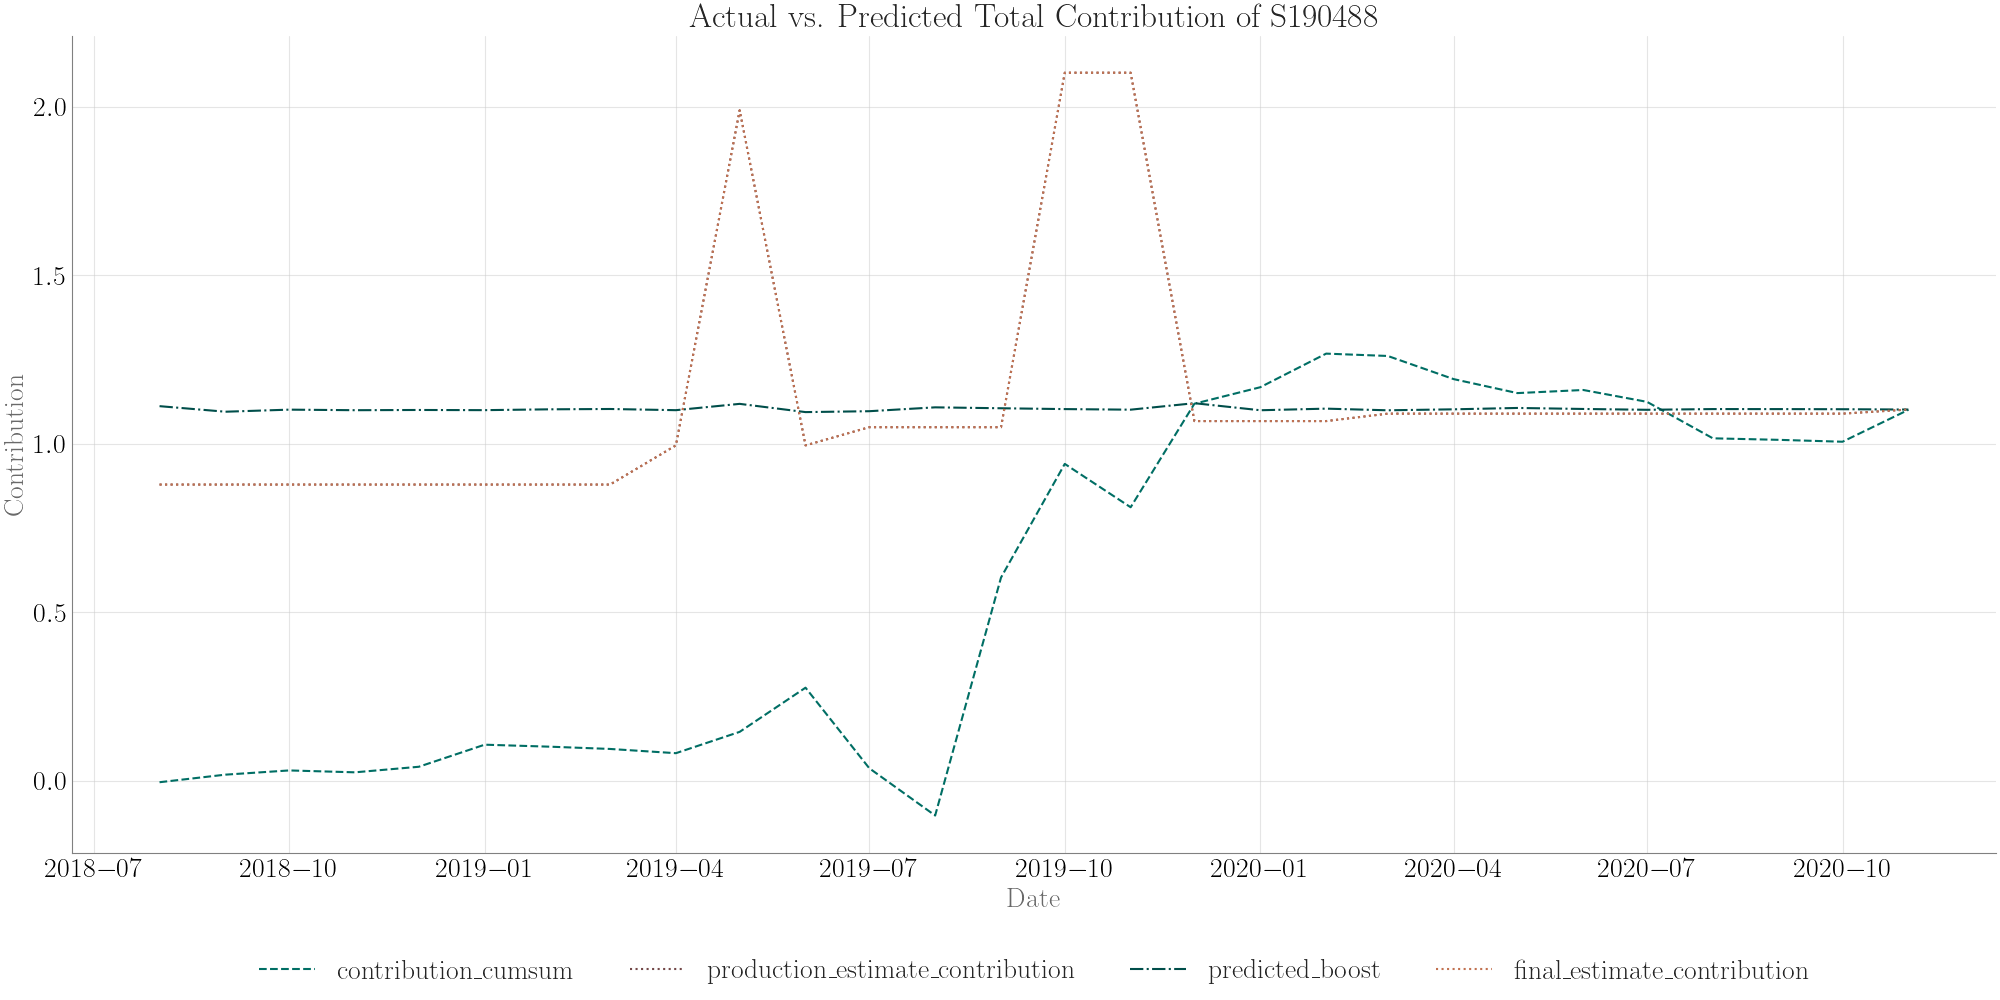 Actual vs. Predicted Total Contribution of S190488
Contribution
2.0
1.5
1.0
0.5
0.0
2018–07 2018–10 2019–01 2019–04 2019–07 2019–10 2020–01 2020–04 2020–07 2020–10
Date
contribution_cumsum production_estimate_contribution predicted_boost final_estimate_contribution